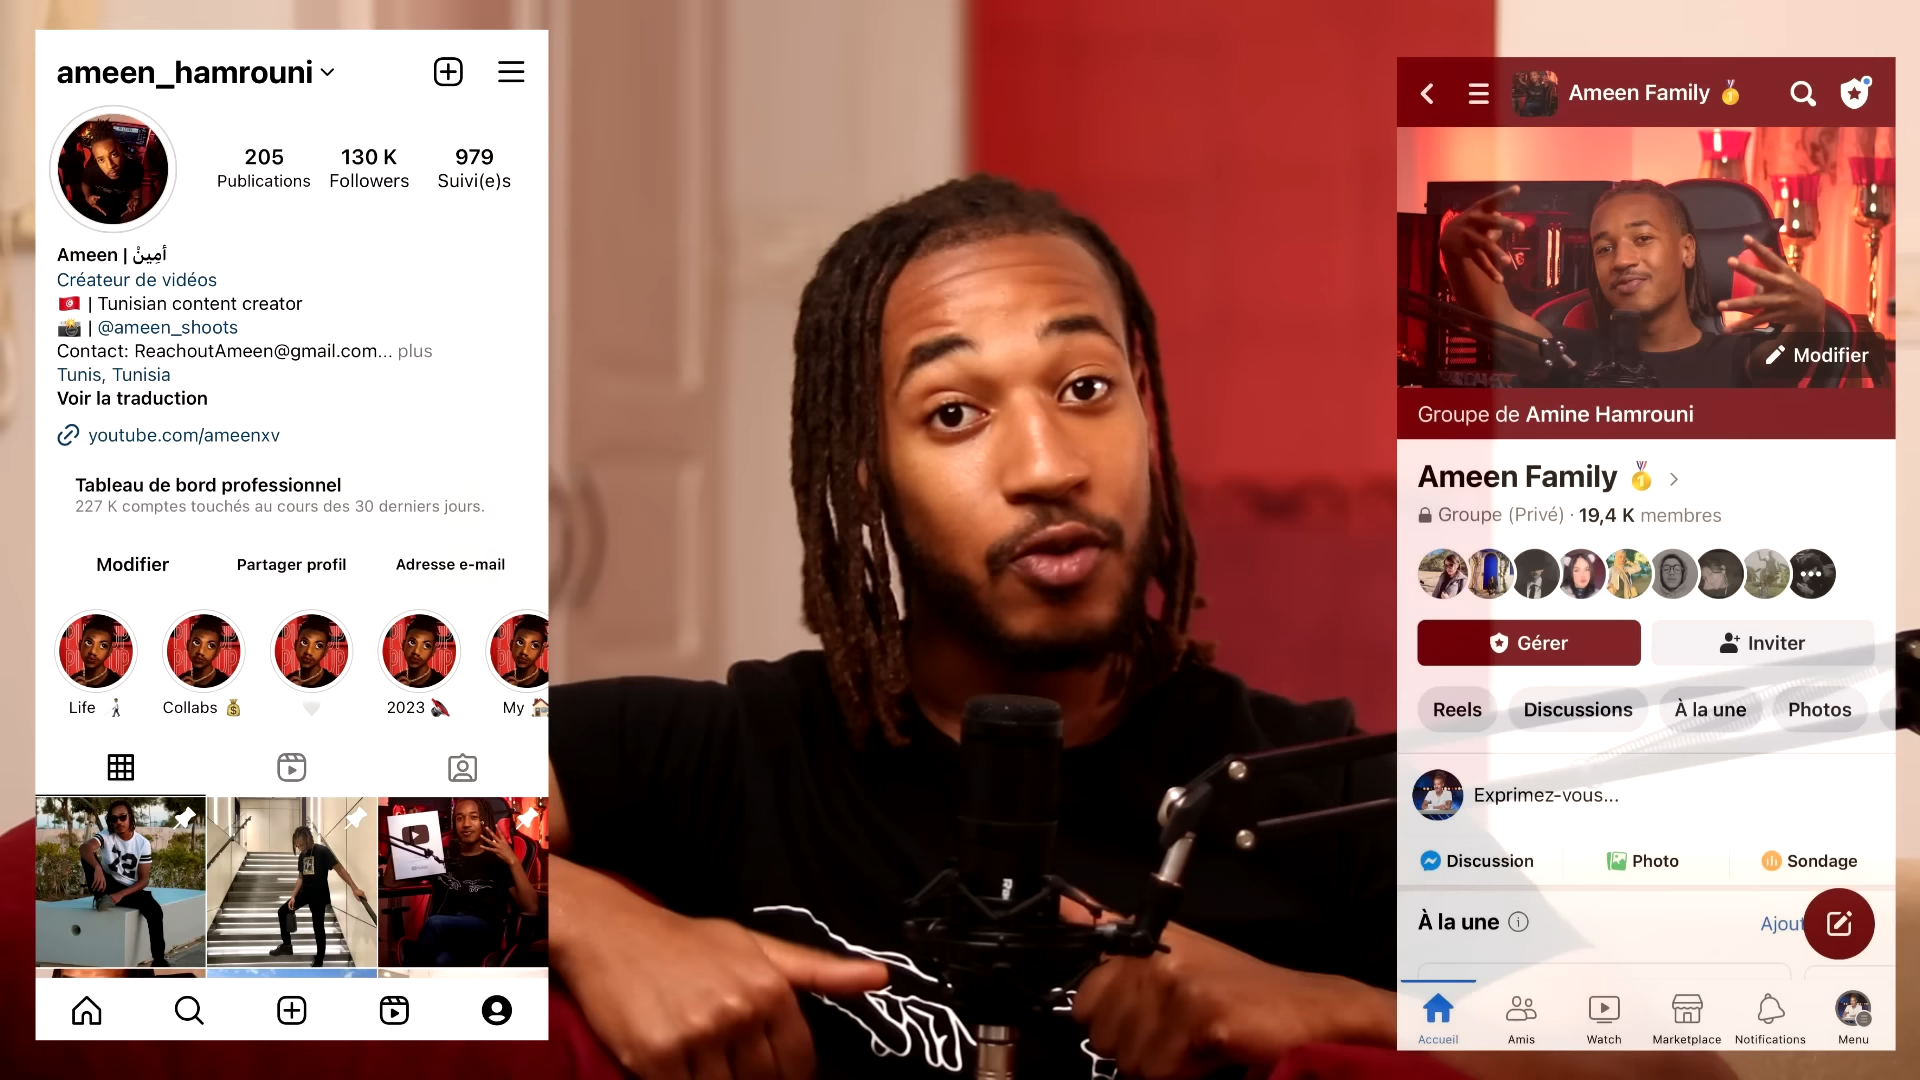 ameen_hamrouni
205
Publications
130 K
Followers
979
Suivi(e)s
Ameen | أَمِينْ
Créateur de vidéos
| Tunisian content creator
| @ameen_shoots
Contact: ReachoutAmeen@gmail.com... plus
Tunis, Tunisia
Voir la traduction
youtube.com/ameenxv
Tableau de bord professionnel
227 K comptes touchés au cours des 30 derniers jours.
Modifier
Partager profil
Adresse e-mail
Life
Collabs
2023
My
12
Ameen Family
Modifier
Groupe de Amine Hamrouni
Ameen Family
Groupe (Privé) · 19,4 K membres
Gérer
Inviter
Reels
Discussions
À la une
Photos
Exprimez-vous...
Discussion
Photo
Sondage
À la une
Ajout
Accueil
Amis
Watch
Marketplace
Notifications
Menu